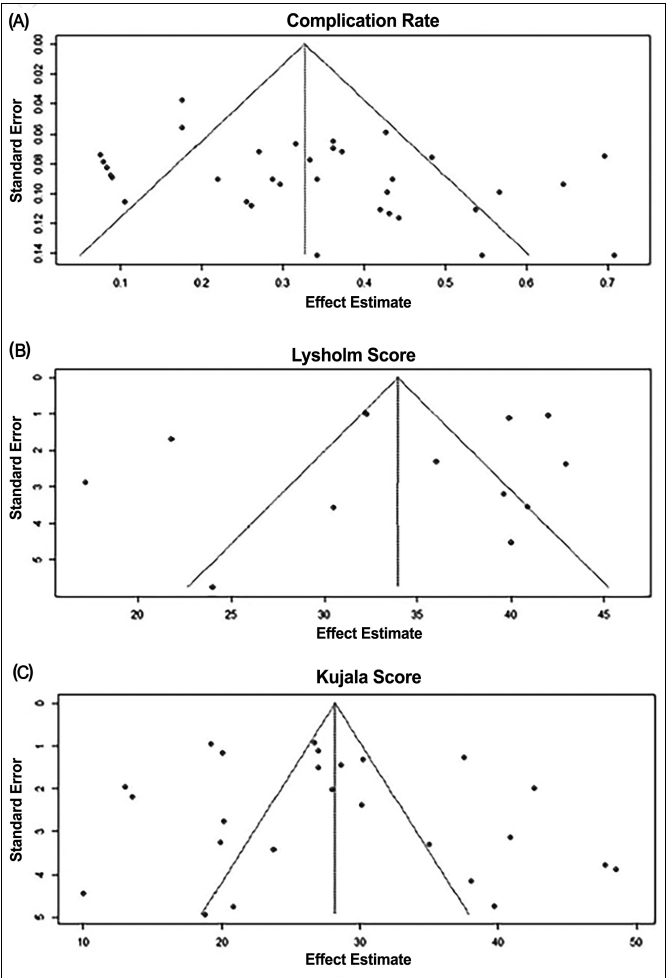 (A)
Complication Rate
Standard Error
0.00
0.02
0.04
0.06
0.08
0.10
0.12
0.14
0.1 0.2 0.3 0.4 0.5 0.6 0.7
Effect Estimate
(B)
Lysholm Score
Standard Error
0
1
2
3
4
5
20 25 30 35 40 45
Effect Estimate
(C)
Kujala Score
Standard Error
0
1
2
3
4
5
10 20 30 40 50
Effect Estimate